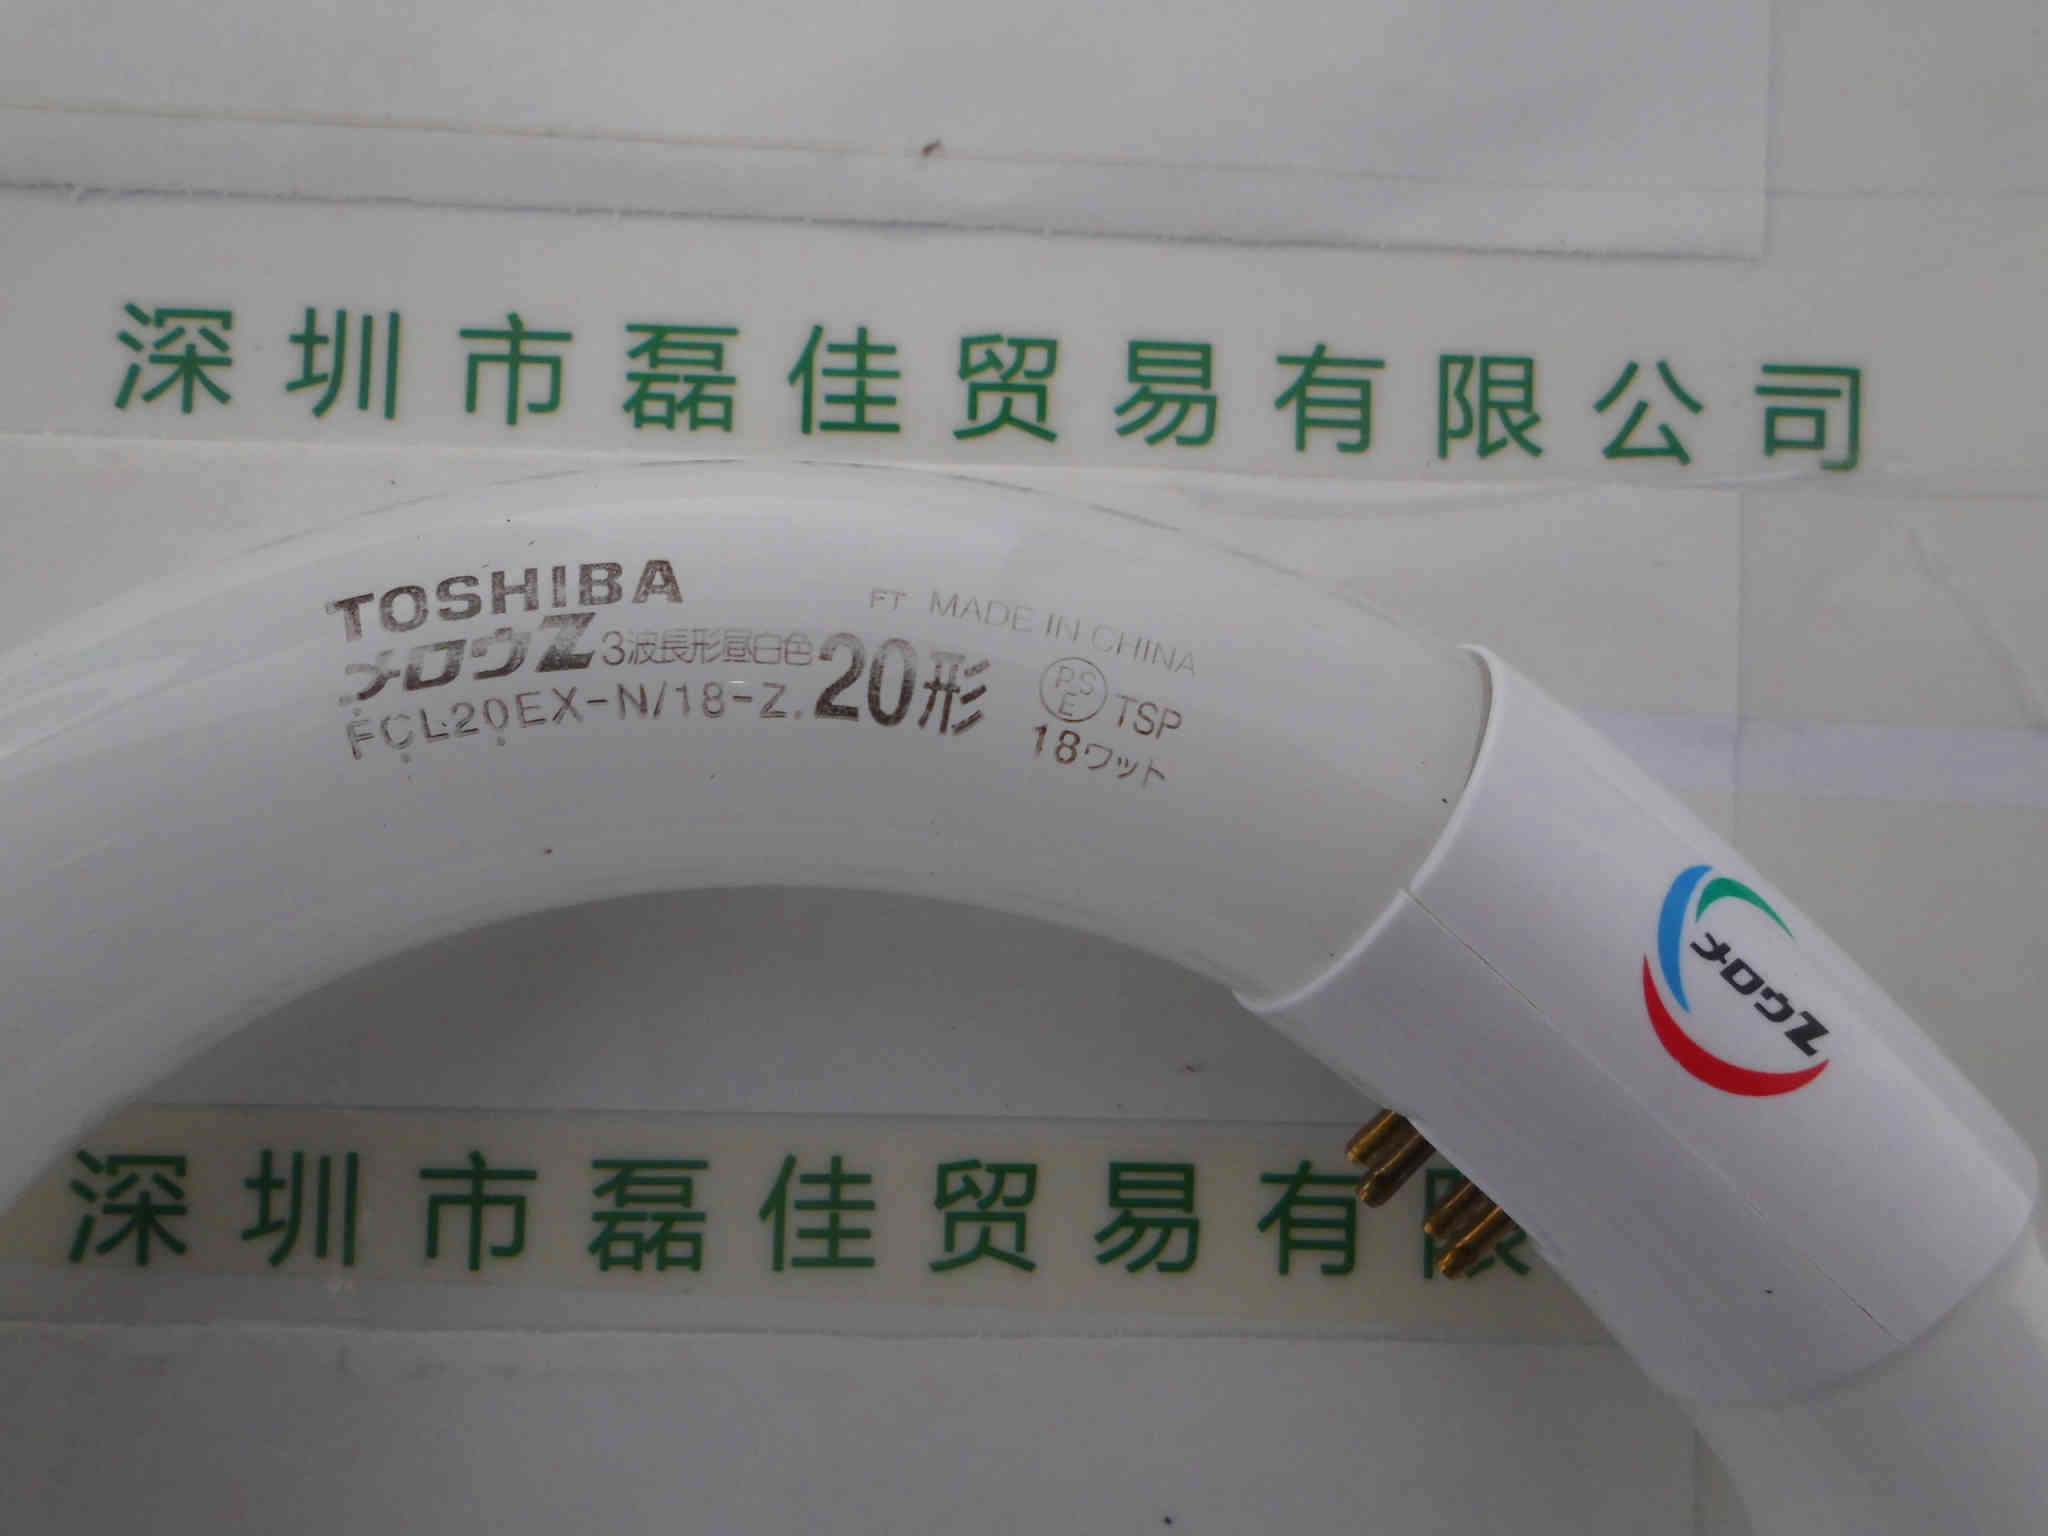 深圳市磊佳贸易有限公司
TOSHIBA
メロウZ 3波長形昼白色
FCL20EX-N/18-Z.
20形
FT MADE IN CHINA
PSE TSP
18ワット
メロウZ
深圳市磊佳贸易有限